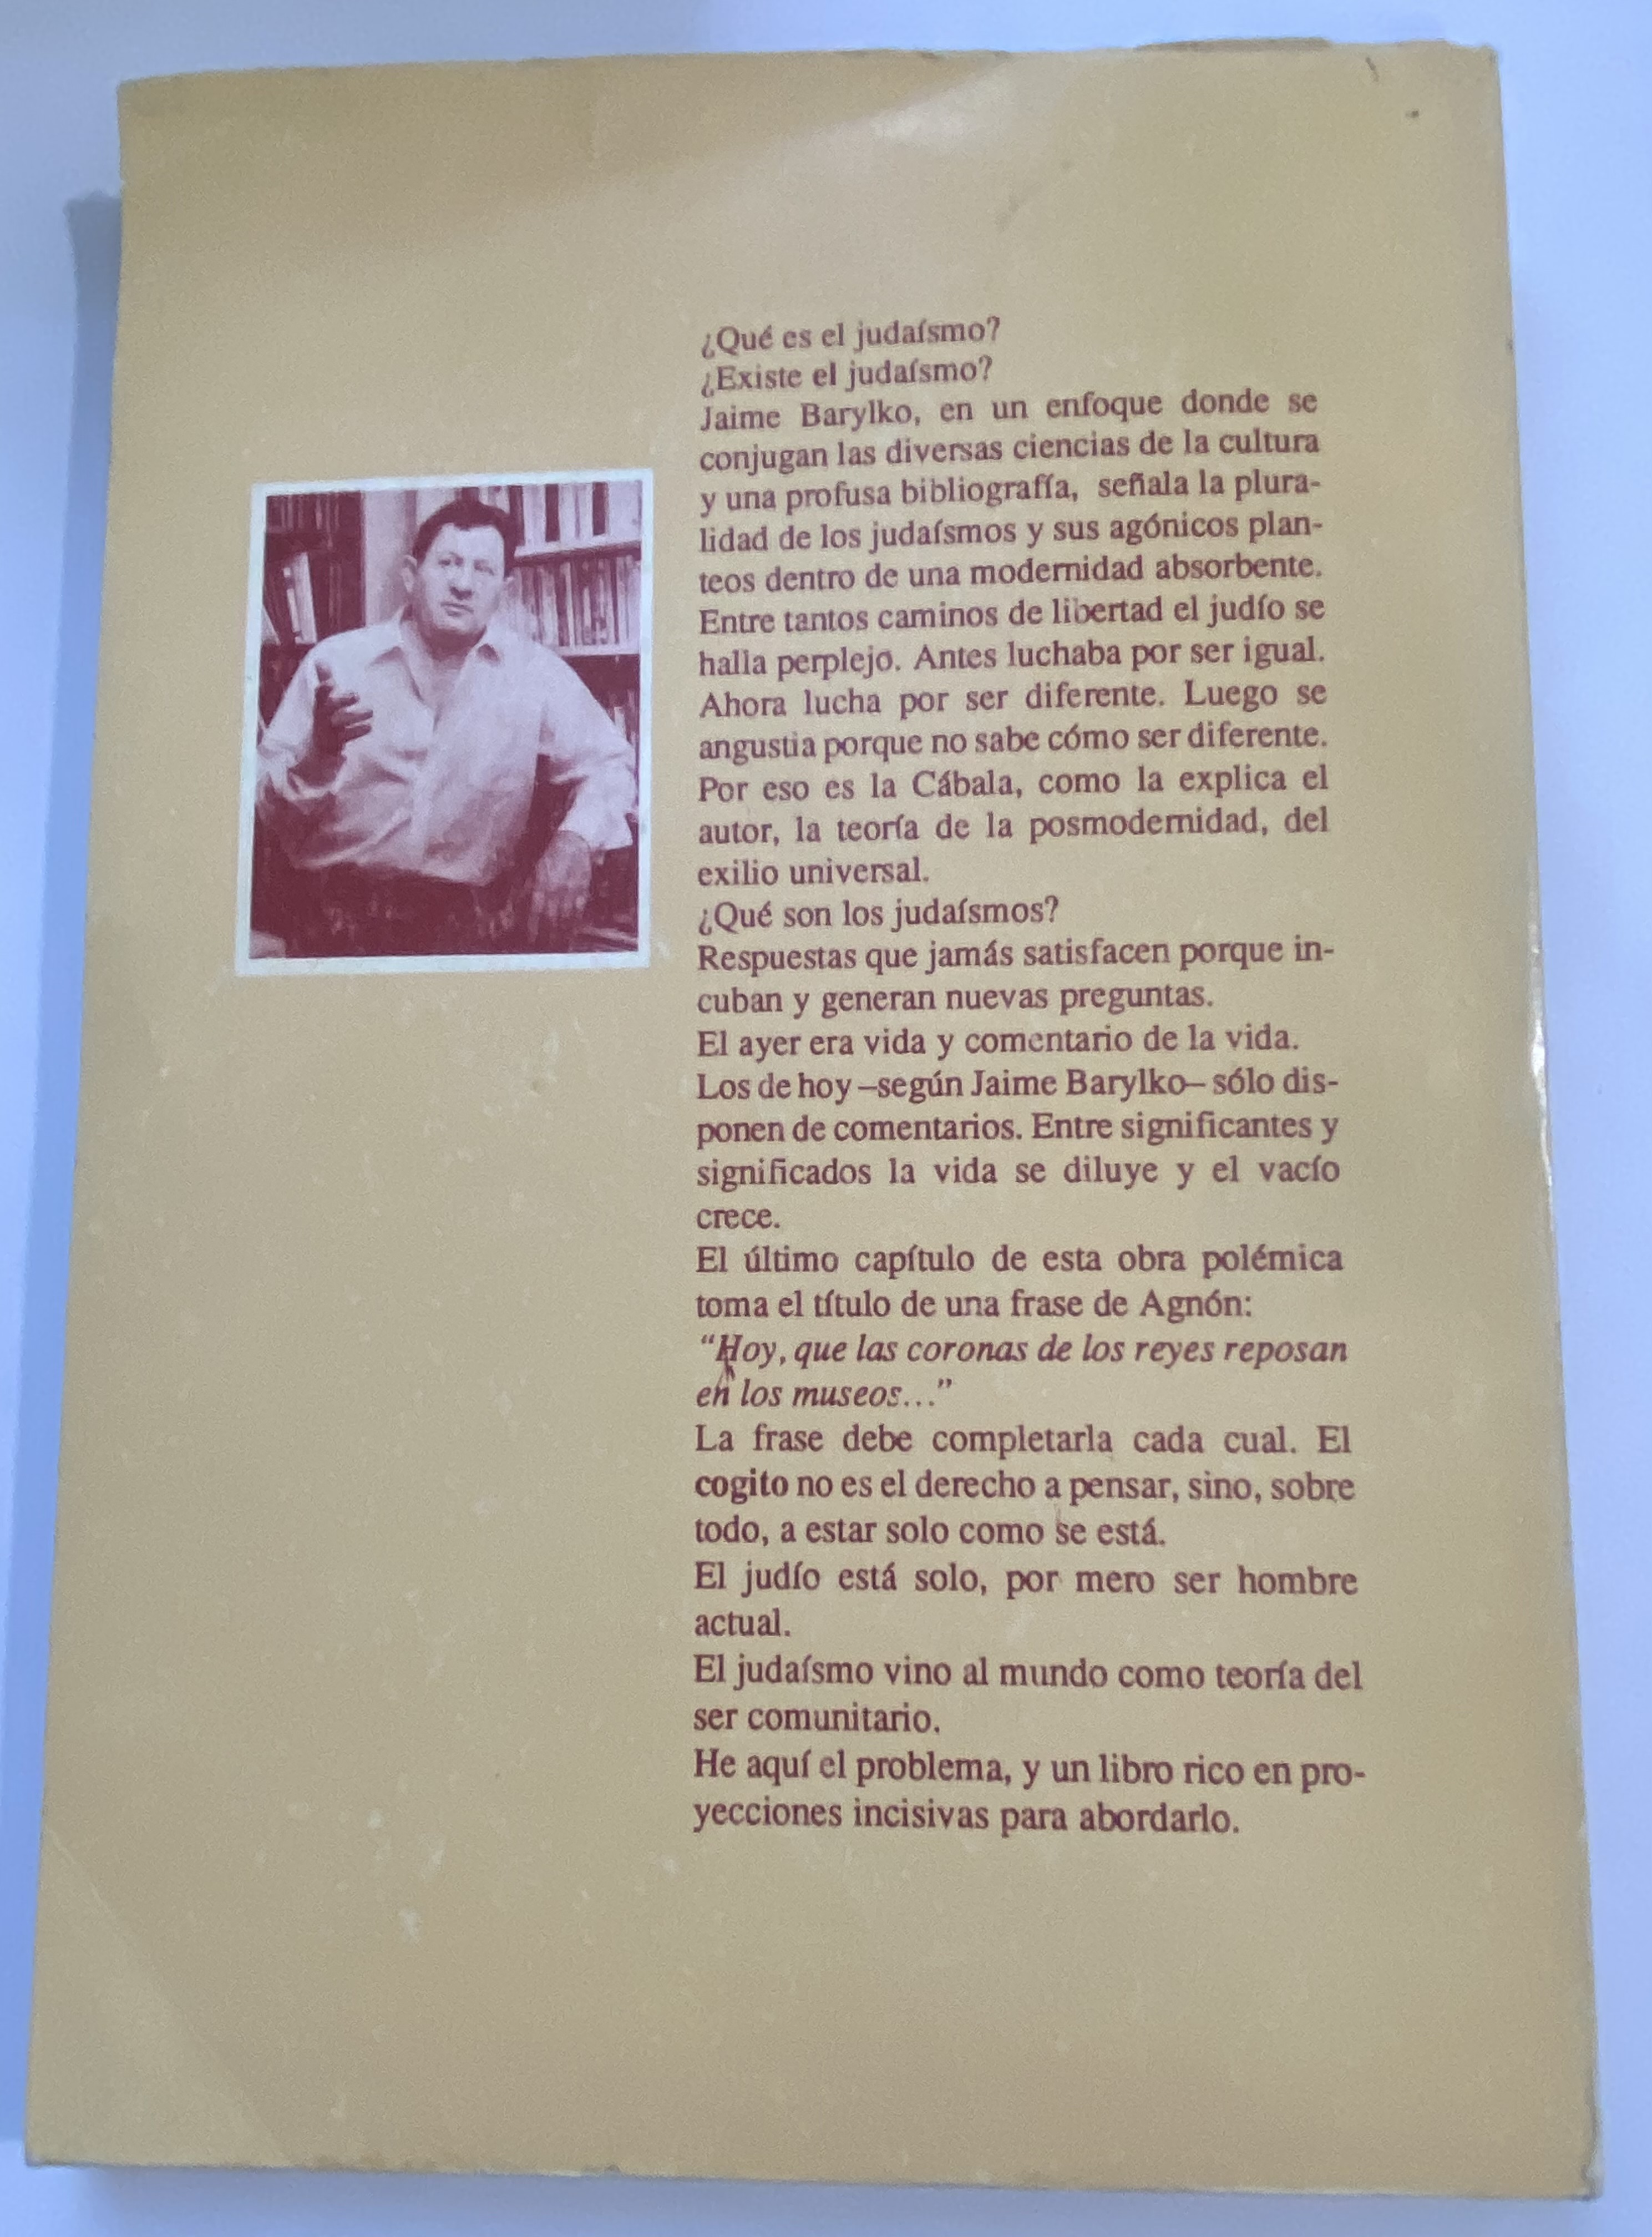 ¿Qué es el judaísmo?
¿Existe el judaísmo?
Jaime Barylko, en un enfoque donde se
conjugan las diversas ciencias de la cultura
y una profusa bibliografía, señala la plura-
lidad de los judaísmos y sus agónicos plan-
teos dentro de una modernidad absorbente.
Entre tantos caminos de libertad el judío se
halla perplejo. Antes luchaba por ser igual.
Ahora lucha por ser diferente. Luego se
angustia porque no sabe cómo ser diferente.
Por eso es la Cábala, como la explica el
autor, la teoría de la posmodernidad, del
exilio universal.
¿Qué son los judaísmos?
Respuestas que jamás satisfacen porque in-
cuban y generan nuevas preguntas.
El ayer era vida y comentario de la vida.
Los de hoy –según Jaime Barylko– sólo dis-
ponen de comentarios. Entre significantes y
significados la vida se diluye y el vacío
crece.
El último capítulo de esta obra polémica
toma el título de una frase de Agnón:
“Hoy, que las coronas de los reyes reposan
en los museos...”
La frase debe completarla cada cual. El
cogito no es el derecho a pensar, sino, sobre
todo, a estar solo como se está.
El judío está solo, por mero ser hombre
actual.
El judaísmo vino al mundo como teoría del
ser comunitario.
He aquí el problema, y un libro rico en pro-
yecciones incisivas para abordarlo.